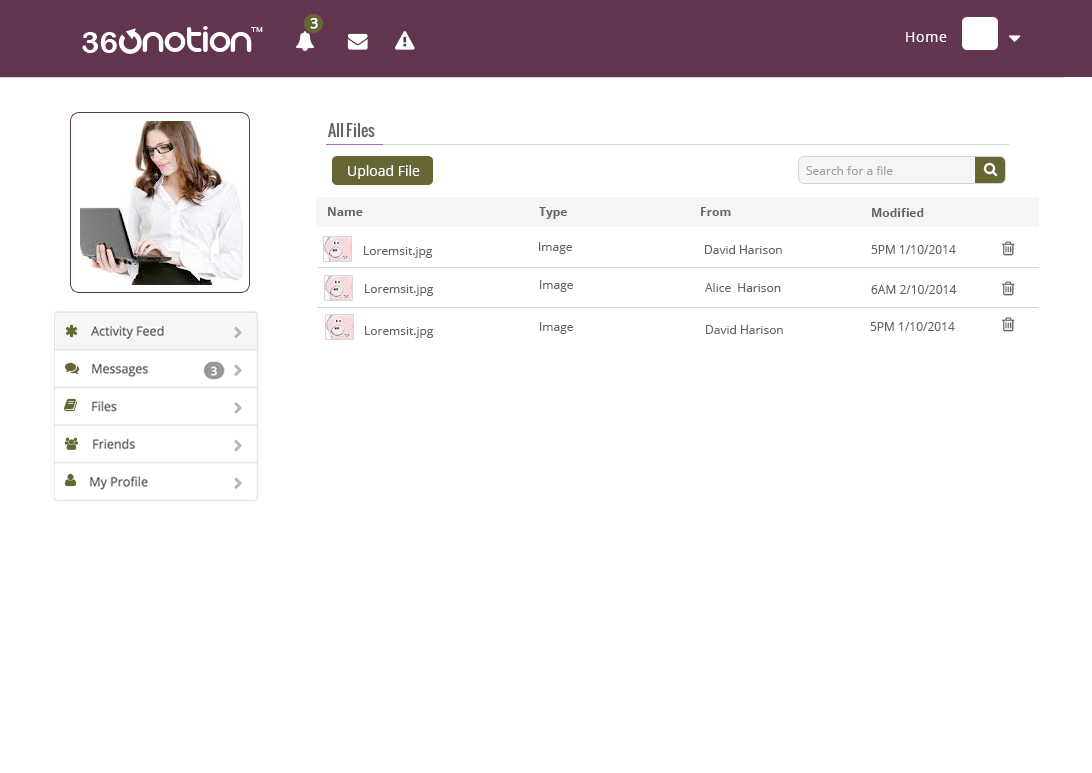 360notion™
3
Home
All Files
Upload File
Search for a file
Name Type From Modified
Loremsit.jpg Image David Harison 5PM 1/10/2014
Loremsit.jpg Image Alice Harison 6AM 2/10/2014
Loremsit.jpg Image David Harison 5PM 1/10/2014
Activity Feed
Messages 3
Files
Friends
My Profile